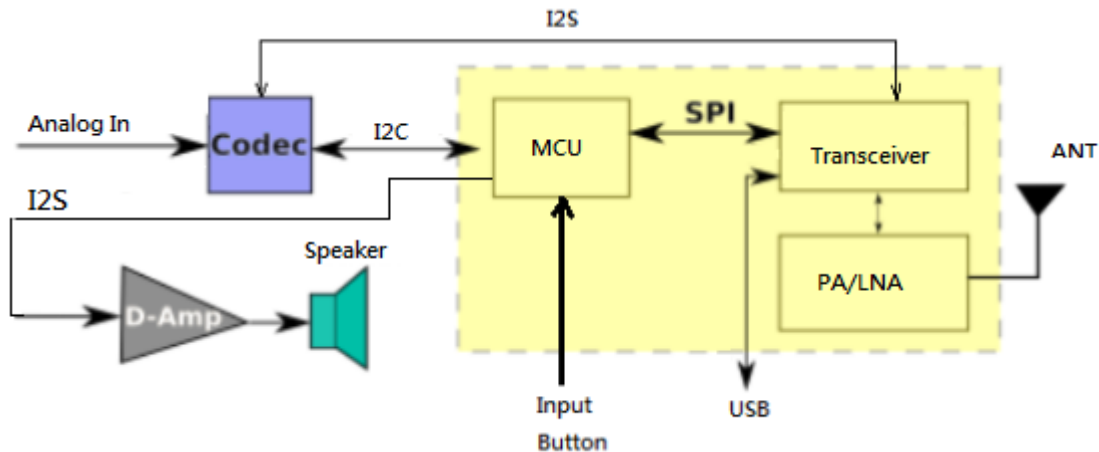 I2S
Analog In
Codec
I2C
MCU
SPI
Transceiver
ANT
I2S
Speaker
D-Amp
PA/LNA
Input
Button
USB